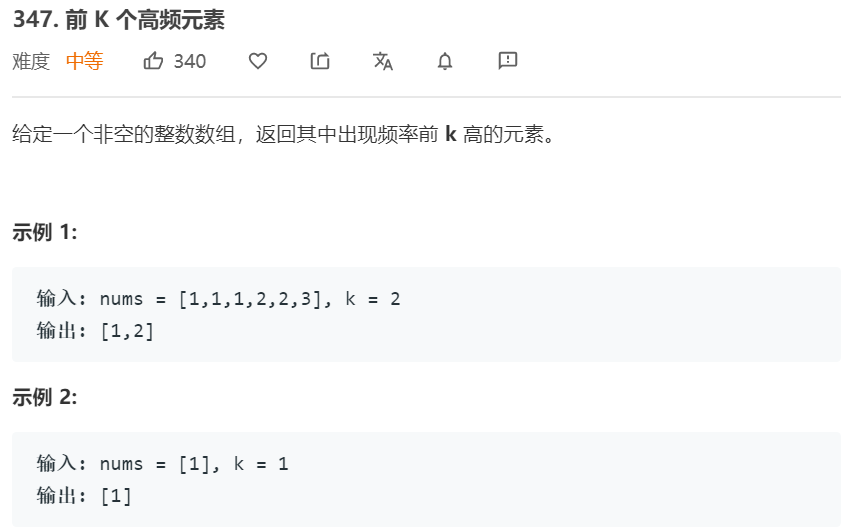 347. 前 K 个高频元素
难度 中等 340
给定一个非空的整数数组，返回其中出现频率前 k 高的元素。
示例 1:
输入: nums = [1,1,1,2,2,3], k = 2
输出: [1,2]
示例 2:
输入: nums = [1], k = 1
输出: [1]